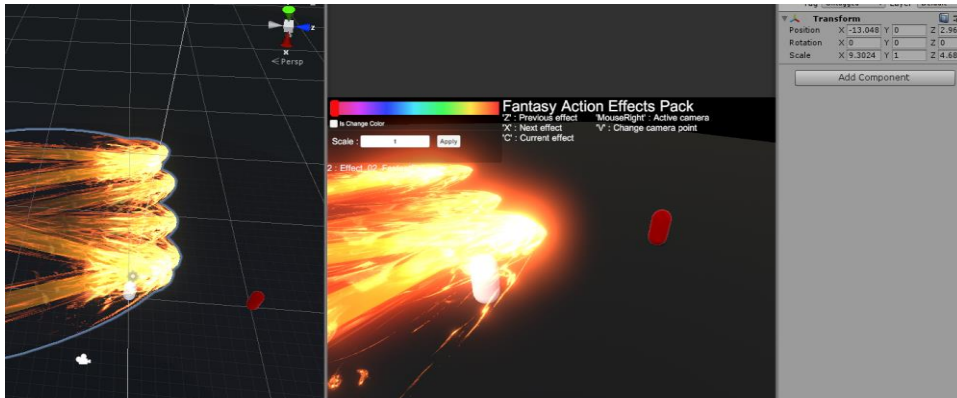 z
x
Persp
Fantasy Action Effects Pack
'Z' : Previous effect 'MouseRight' : Active camera
'X' : Next effect 'V' : Change camera point
'C' : Current effect
Is Change Color
Scale : 1 Apply
2 : Effect_02
Transform
Position X -13.048 Y 0 Z 2.96
Rotation X 0 Y 0 Z 0
Scale X 9.3024 Y 1 Z 4.68
Add Component